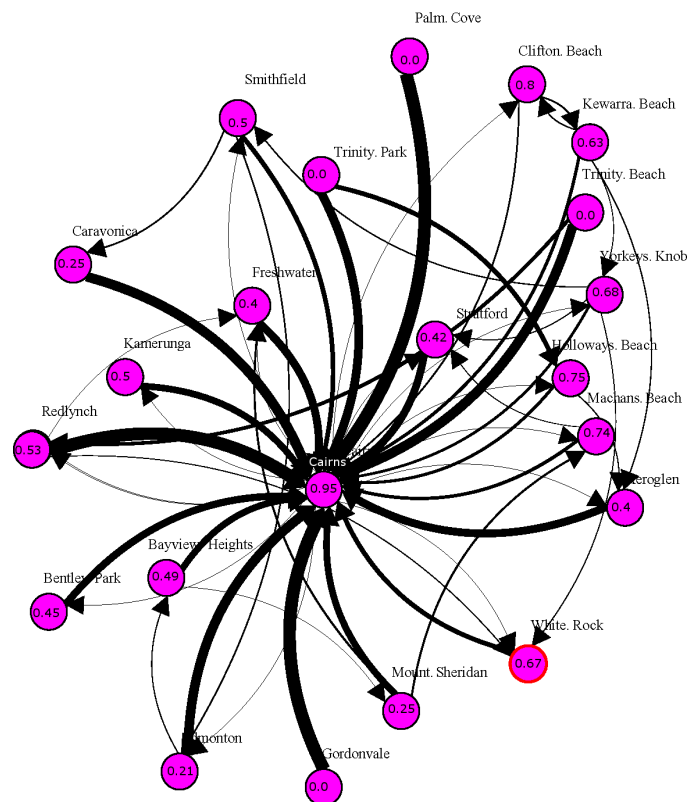 Palm. Cove
0.0
Clifton. Beach
0.8
Smithfield
0.5
Kewarra. Beach
0.63
Trinity. Park
0.0
Trinity. Beach
0.0
Caravonica
0.25
Yorkeys. Knob
0.68
Freshwater
0.4
Stratford
0.42
Kamerunga
0.5
Holloways. Beach
0.75
Machans. Beach
0.74
Redlynch
0.53
Cairns
0.95
0.4
Bayview. Heights
0.49
Bentley. Park
0.45
White. Rock
0.67
Mount. Sheridan
0.25
0.21
Gordonvale
0.0